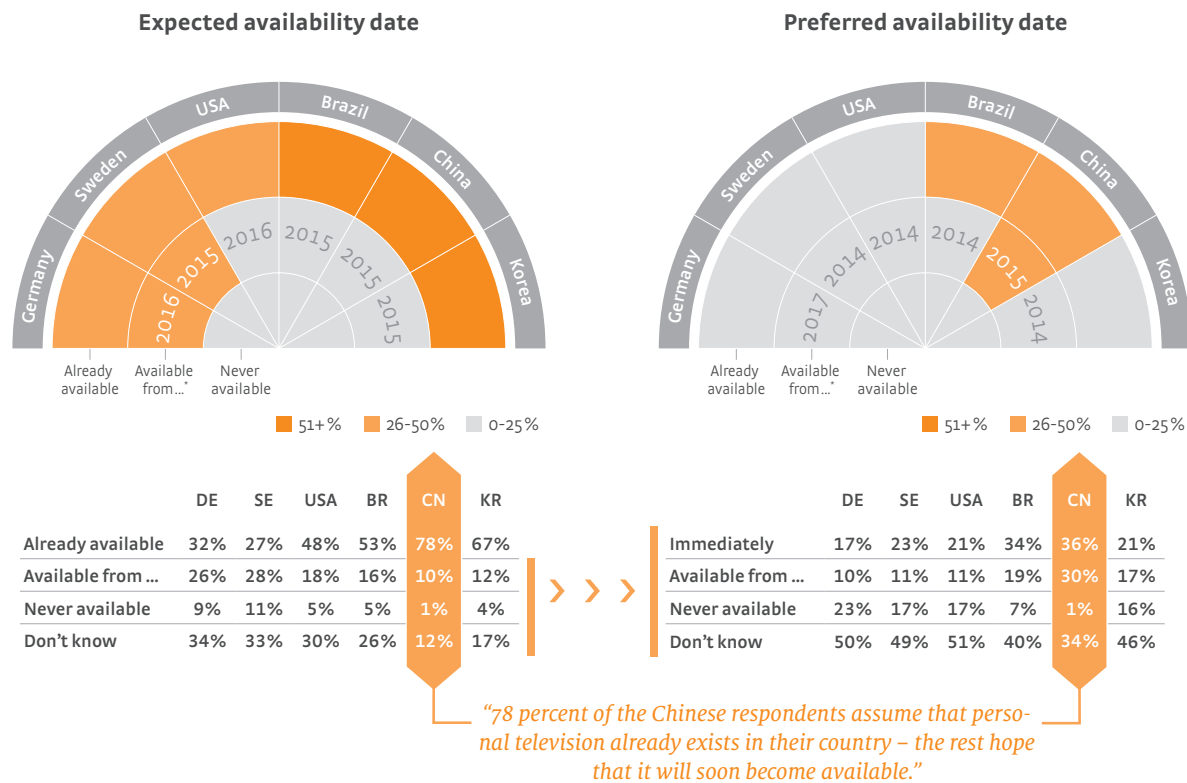 Expected availability date
Germany
Sweden
USA
Brazil
China
Korea
2016
2015
2016
2015
2015
2015
Already available
Available from ...*
Never available
51+%
26-50%
0-25%
DE SE USA BR CN KR
Already available 32% 27% 48% 53% 78% 67%
Available from ... 26% 28% 18% 16% 10% 12%
Never available 9% 11% 5% 5% 1% 4%
Don't know 34% 33% 30% 26% 12% 17%
Preferred availability date
Germany
Sweden
USA
Brazil
China
Korea
2017
2014
2014
2014
2015
2014
Already available
Available from ...*
Never available
51+%
26-50%
0-25%
DE SE USA BR CN KR
Immediately 17% 23% 21% 34% 36% 21%
Available from ... 10% 11% 11% 19% 30% 17%
Never available 23% 17% 17% 7% 1% 16%
Don't know 50% 49% 51% 40% 34% 46%
“78 percent of the Chinese respondents assume that perso-
nal television already exists in their country – the rest hope
that it will soon become available.”